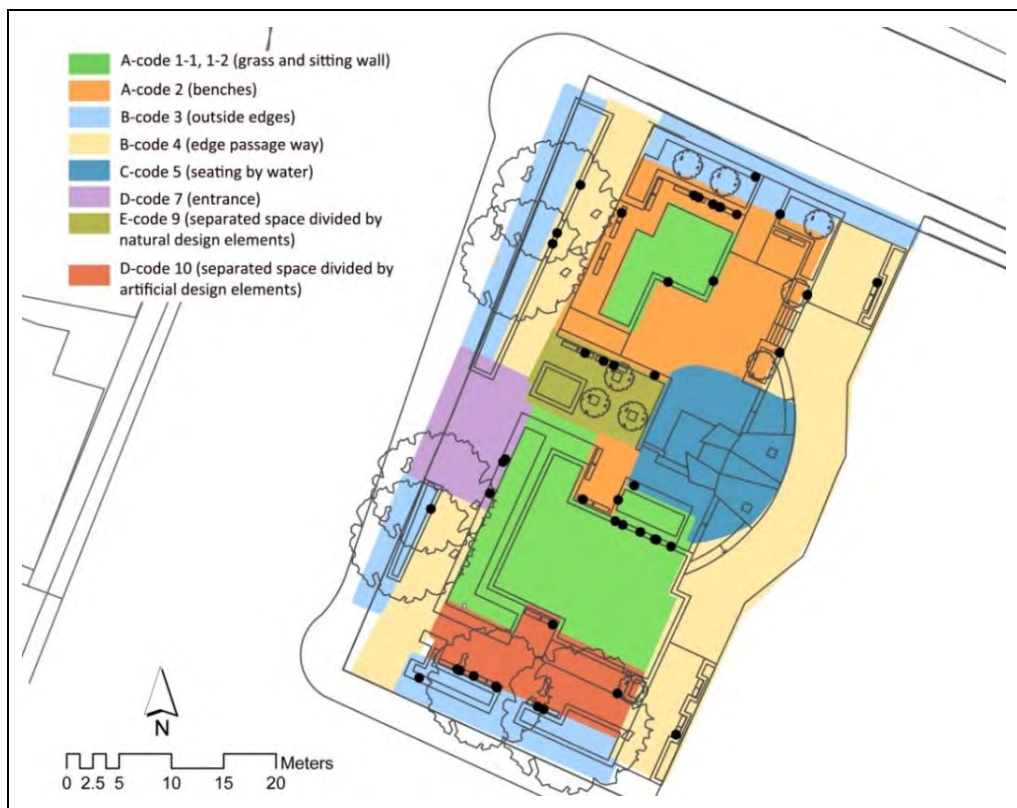 A-code 1-1, 1-2 (grass and sitting wall)
A-code 2 (benches)
B-code 3 (outside edges)
B-code 4 (edge passage way)
C-code 5 (seating by water)
D-code 7 (entrance)
E-code 9 (separated space divided by
natural design elements)
D-code 10 (separated space divided by
artificial design elements)
N
Meters
0 2.5 5 10 15 20